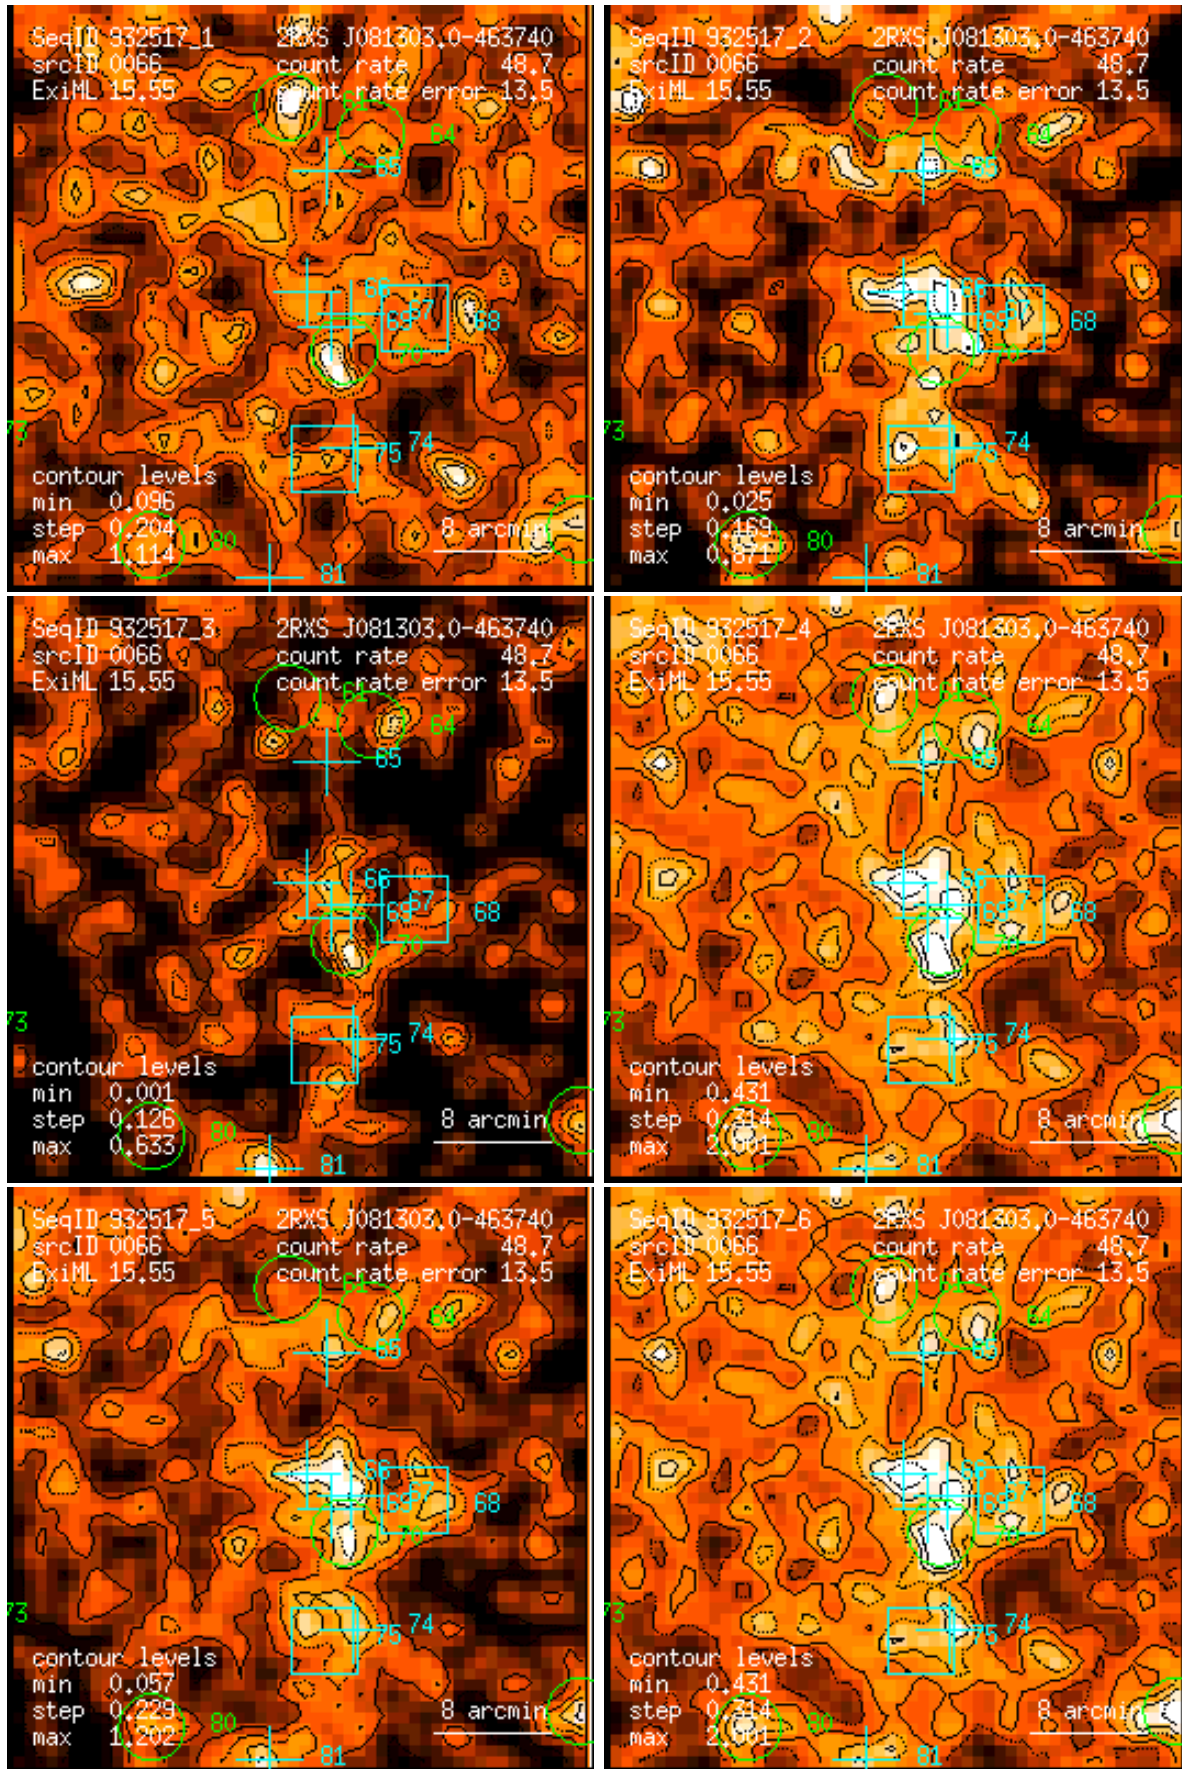 SeqID 932517_1 2RXS J081303.0-463740
srcID 0066 count rate 48.7
ExiML 15.55 count rate error 13.5
61
64
65
66
67
69 68
70
73
74
75
contour levels
min 0.096
step 0.204 8 arcmin
max 1.114 80
81
SeqID 932517_2 2RXS J081303.0-463740
srcID 0066 count rate 48.7
ExiML 15.55 count rate error 13.5
61
64
65
66
67
69 68
70
73
74
75
contour levels
min 0.025
step 0.169 8 arcmin
max 0.871 80
81
SeqID 932517_3 2RXS J081303.0-463740
srcID 0066 count rate 48.7
ExiML 15.55 count rate error 13.5
61
64
65
66
67
69 68
70
73
74
75
contour levels
min 0.001
step 0.126 8 arcmin
max 0.633 80
81
SeqID 932517_4 2RXS J081303.0-463740
srcID 0066 count rate 48.7
ExiML 15.55 count rate error 13.5
61
64
65
66
67
69 68
70
73
74
75
contour levels
min 0.431
step 0.314 8 arcmin
max 2.001 80
81
SeqID 932517_5 2RXS J081303.0-463740
srcID 0066 count rate 48.7
ExiML 15.55 count rate error 13.5
61
64
65
66
67
69 68
70
73
74
75
contour levels
min 0.057
step 0.229 8 arcmin
max 1.202 80
81
SeqID 932517_6 2RXS J081303.0-463740
srcID 0066 count rate 48.7
ExiML 15.55 count rate error 13.5
61
64
65
66
67
69 68
70
73
74
75
contour levels
min 0.431
step 0.314 8 arcmin
max 2.001 80
81